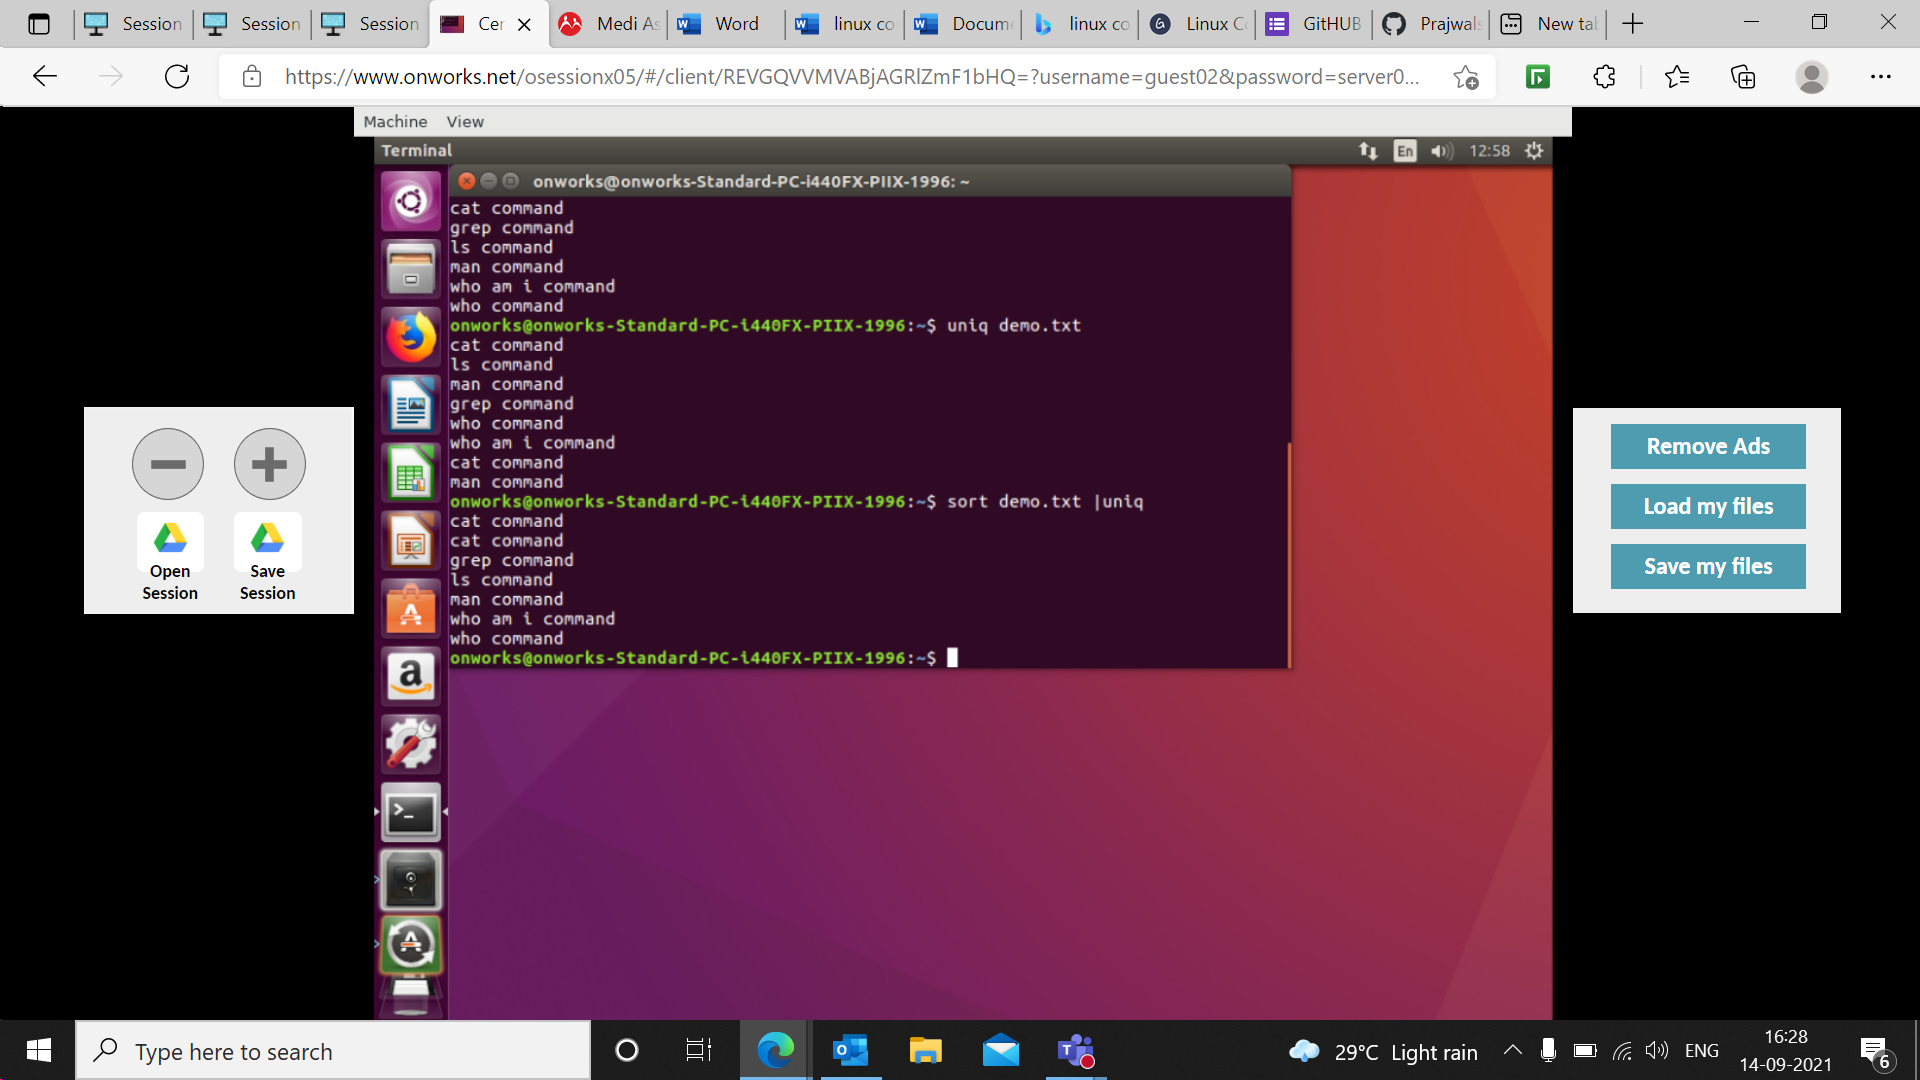 Session
Session
Session
Cer
Medi As
Word
linux co
Docume
linux co
Linux Co
GitHUB
Prajwals
New tab
https://www.onworks.net/osessionx05/#/client/REVGQVVMVABjAGRlZmF1bHQ=?username=guest02&password=server0...
Machine View
Terminal
En
12:58
onworks@onworks-Standard-PC-i440FX-PIIX-1996: ~
cat command
grep command
ls command
man command
who am i command
who command
onworks@onworks-Standard-PC-i440FX-PIIX-1996:~$ uniq demo.txt
cat command
ls command
man command
grep command
who command
who am i command
cat command
man command
onworks@onworks-Standard-PC-i440FX-PIIX-1996:~$ sort demo.txt |uniq
cat command
cat command
grep command
ls command
man command
who am i command
who command
onworks@onworks-Standard-PC-i440FX-PIIX-1996:~$
Open
Session
Save
Session
Remove Ads
Load my files
Save my files
Type here to search
29°C Light rain
ENG
16:28
14-09-2021
6